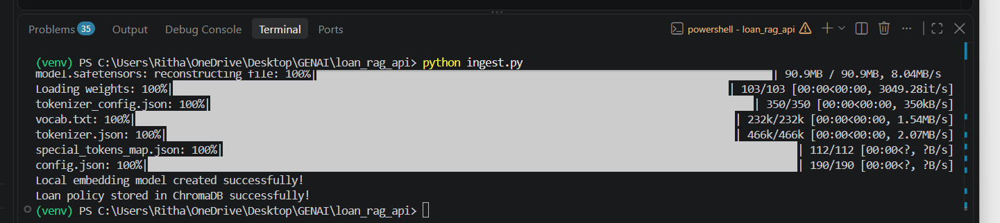 Problems 35 Output Debug Console Terminal Ports powershell - loan_rag_api
(venv) PS C:\Users\Ritha\OneDrive\Desktop\GENAI\loan_rag_api> python ingest.py
model.safetensors: reconstructing file: 100%| | 90.9MB / 90.9MB, 8.04MB/s
Loading weights: 100%| | 103/103 [00:00<00:00, 3049.28it/s]
tokenizer_config.json: 100%| | 350/350 [00:00<00:00, 350kB/s]
vocab.txt: 100%| | 232k/232k [00:00<00:00, 1.54MB/s]
tokenizer.json: 100%| | 466k/466k [00:00<00:00, 2.07MB/s]
special_tokens_map.json: 100%| | 112/112 [00:00<?, ?B/s]
config.json: 100%| | 190/190 [00:00<?, ?B/s]
Local embedding model created successfully!
Loan policy stored in ChromaDB successfully!
(venv) PS C:\Users\Ritha\OneDrive\Desktop\GENAI\loan_rag_api>